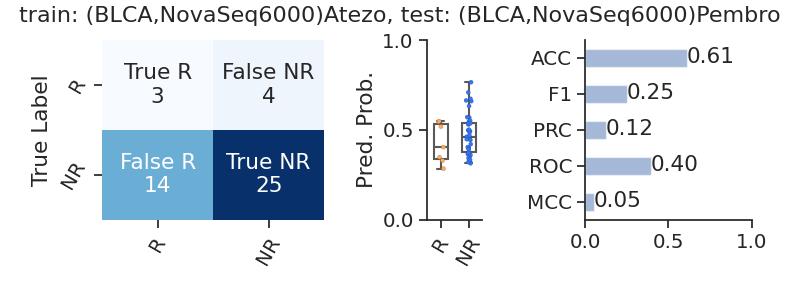 train: (BLCA,NovaSeq6000)Atezo, test: (BLCA,NovaSeq6000)Pembro
True Label
R
NR
True R
3
False NR
4
False R
14
True NR
25
R
NR
Pred. Prob.
1.0
0.5
0.0
R
NR
ACC
0.61
F1
0.25
PRC
0.12
ROC
0.40
MCC
0.05
0.0
0.5
1.0